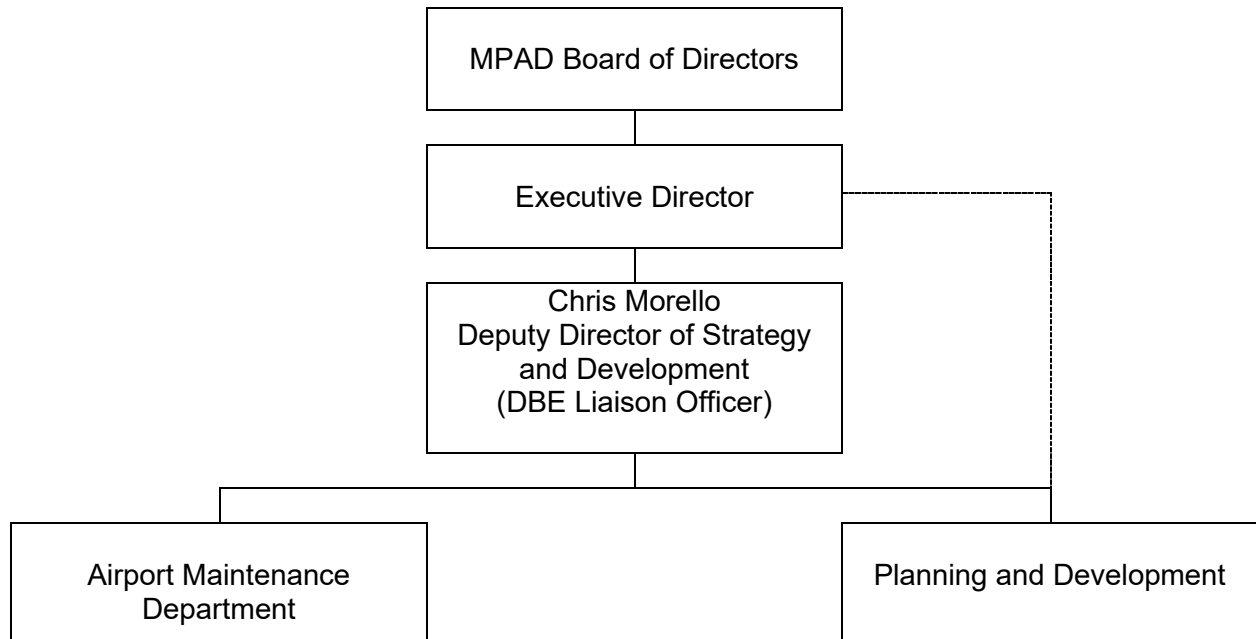 MPAD Board of Directors
Executive Director
Chris Morello
Deputy Director of Strategy
and Development
(DBE Liaison Officer)
Airport Maintenance
Department
Planning and Development